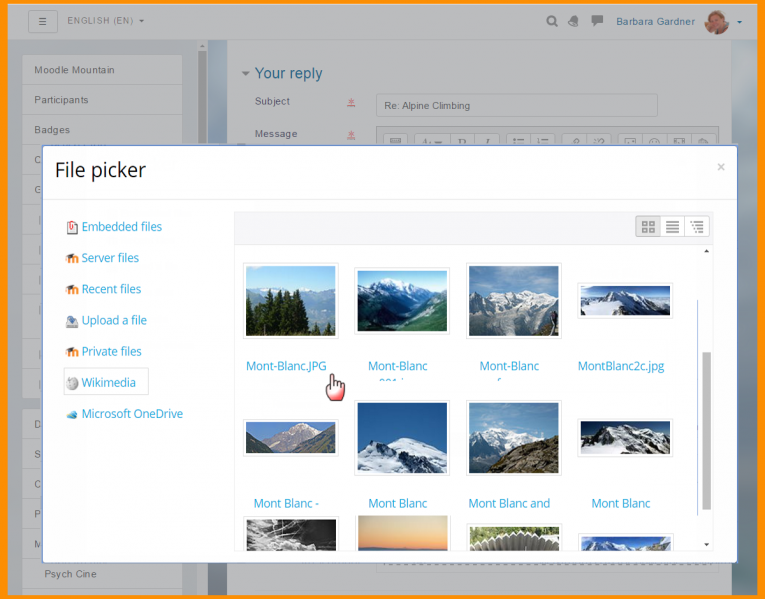 ENGLISH (EN)
Barbara Gardner
Moodle Mountain
Participants
Badges
Your reply
Subject
Re: Alpine Climbing
Message
File picker
×
Embedded files
Server files
Recent files
Upload a file
Private files
Wikimedia
Microsoft OneDrive
Mont-Blanc.JPG
Mont-Blanc
Mont-Blanc
MontBlanc2c.jpg
Mont Blanc -
Mont Blanc
Mont Blanc and
Mont Blanc
Psych Cine